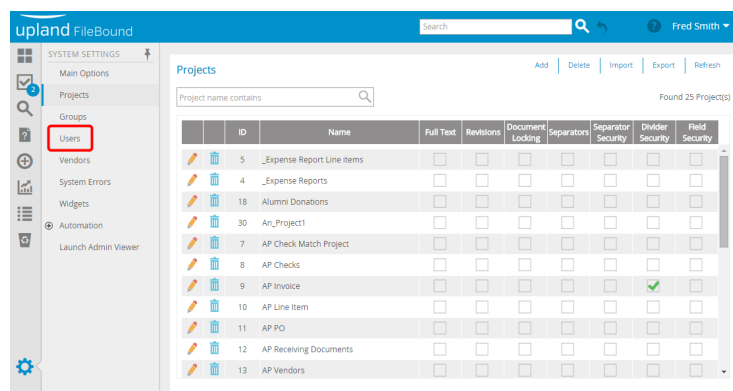 upland FileBound
Search
Fred Smith
SYSTEM SETTINGS
Main Options
Projects
Groups
Users
Vendors
System Errors
Widgets
Automation
Launch Admin Viewer
2
Projects
Add Delete Import Export Refresh
Project name contains
Found 25 Project(s)
ID Name Full Text Revisions Document Locking Separators Separator Security Divider Security Field Security
5 _Expense Report Line items
4 _Expense Reports
18 Alumni Donations
30 An_Project1
7 AP Check Match Project
8 AP Checks
9 AP Invoice
10 AP Line Item
11 AP PO
12 AP Receiving Documents
13 AP Vendors